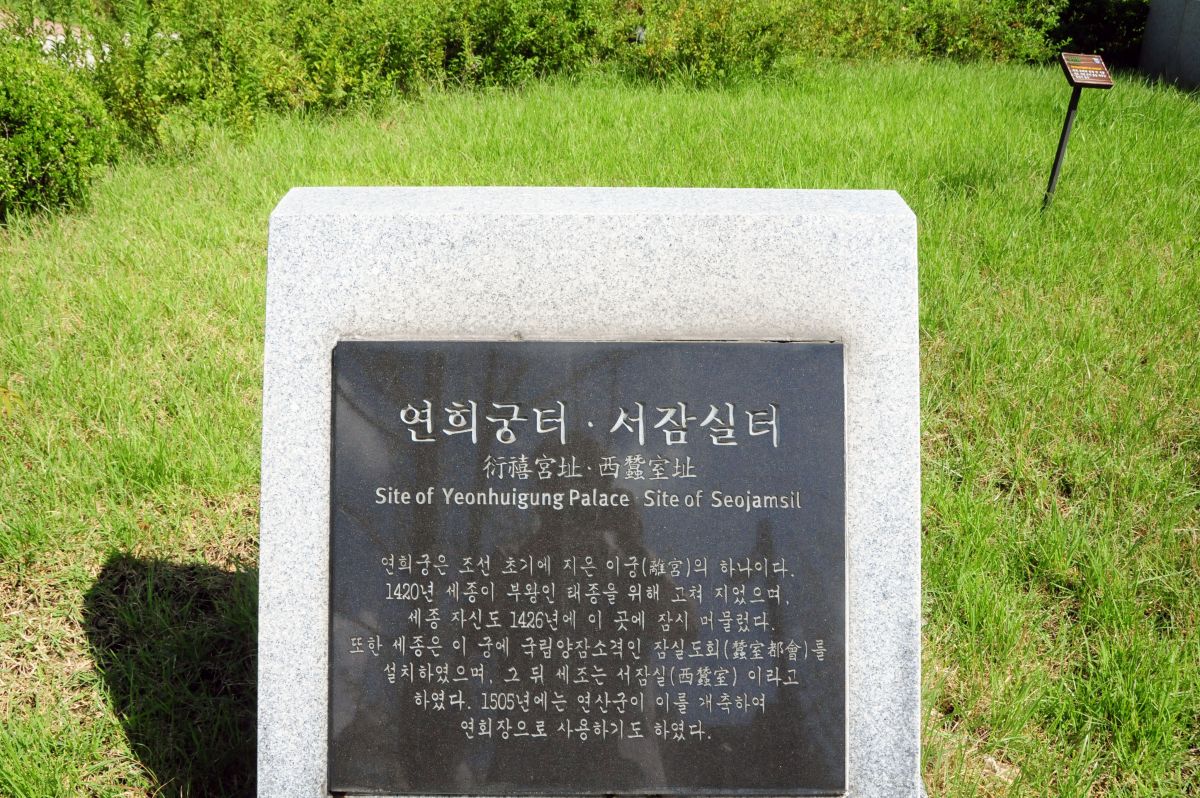 연희궁터 · 서잠실터
衍禧宮址 · 西蠶室址
Site of Yeonhuigung Palace Site of Seojamsil
연희궁은 조선 초기에 지은 이궁(離宮)의 하나이다.
1420년 세종이 부왕인 태종을 위해 고쳐 지었으며,
세종 자신도 1426년에 이 곳에 잠시 머물렀다.
또한 세종은 이 궁에 국립양잠소격인 잠실도회(蠶室都會)를
설치하였으며, 그 뒤 세조는 서잠실(西蠶室) 이라고
하였다. 1505년에는 연산군이 이를 개축하여
연회장으로 사용하기도 하였다.